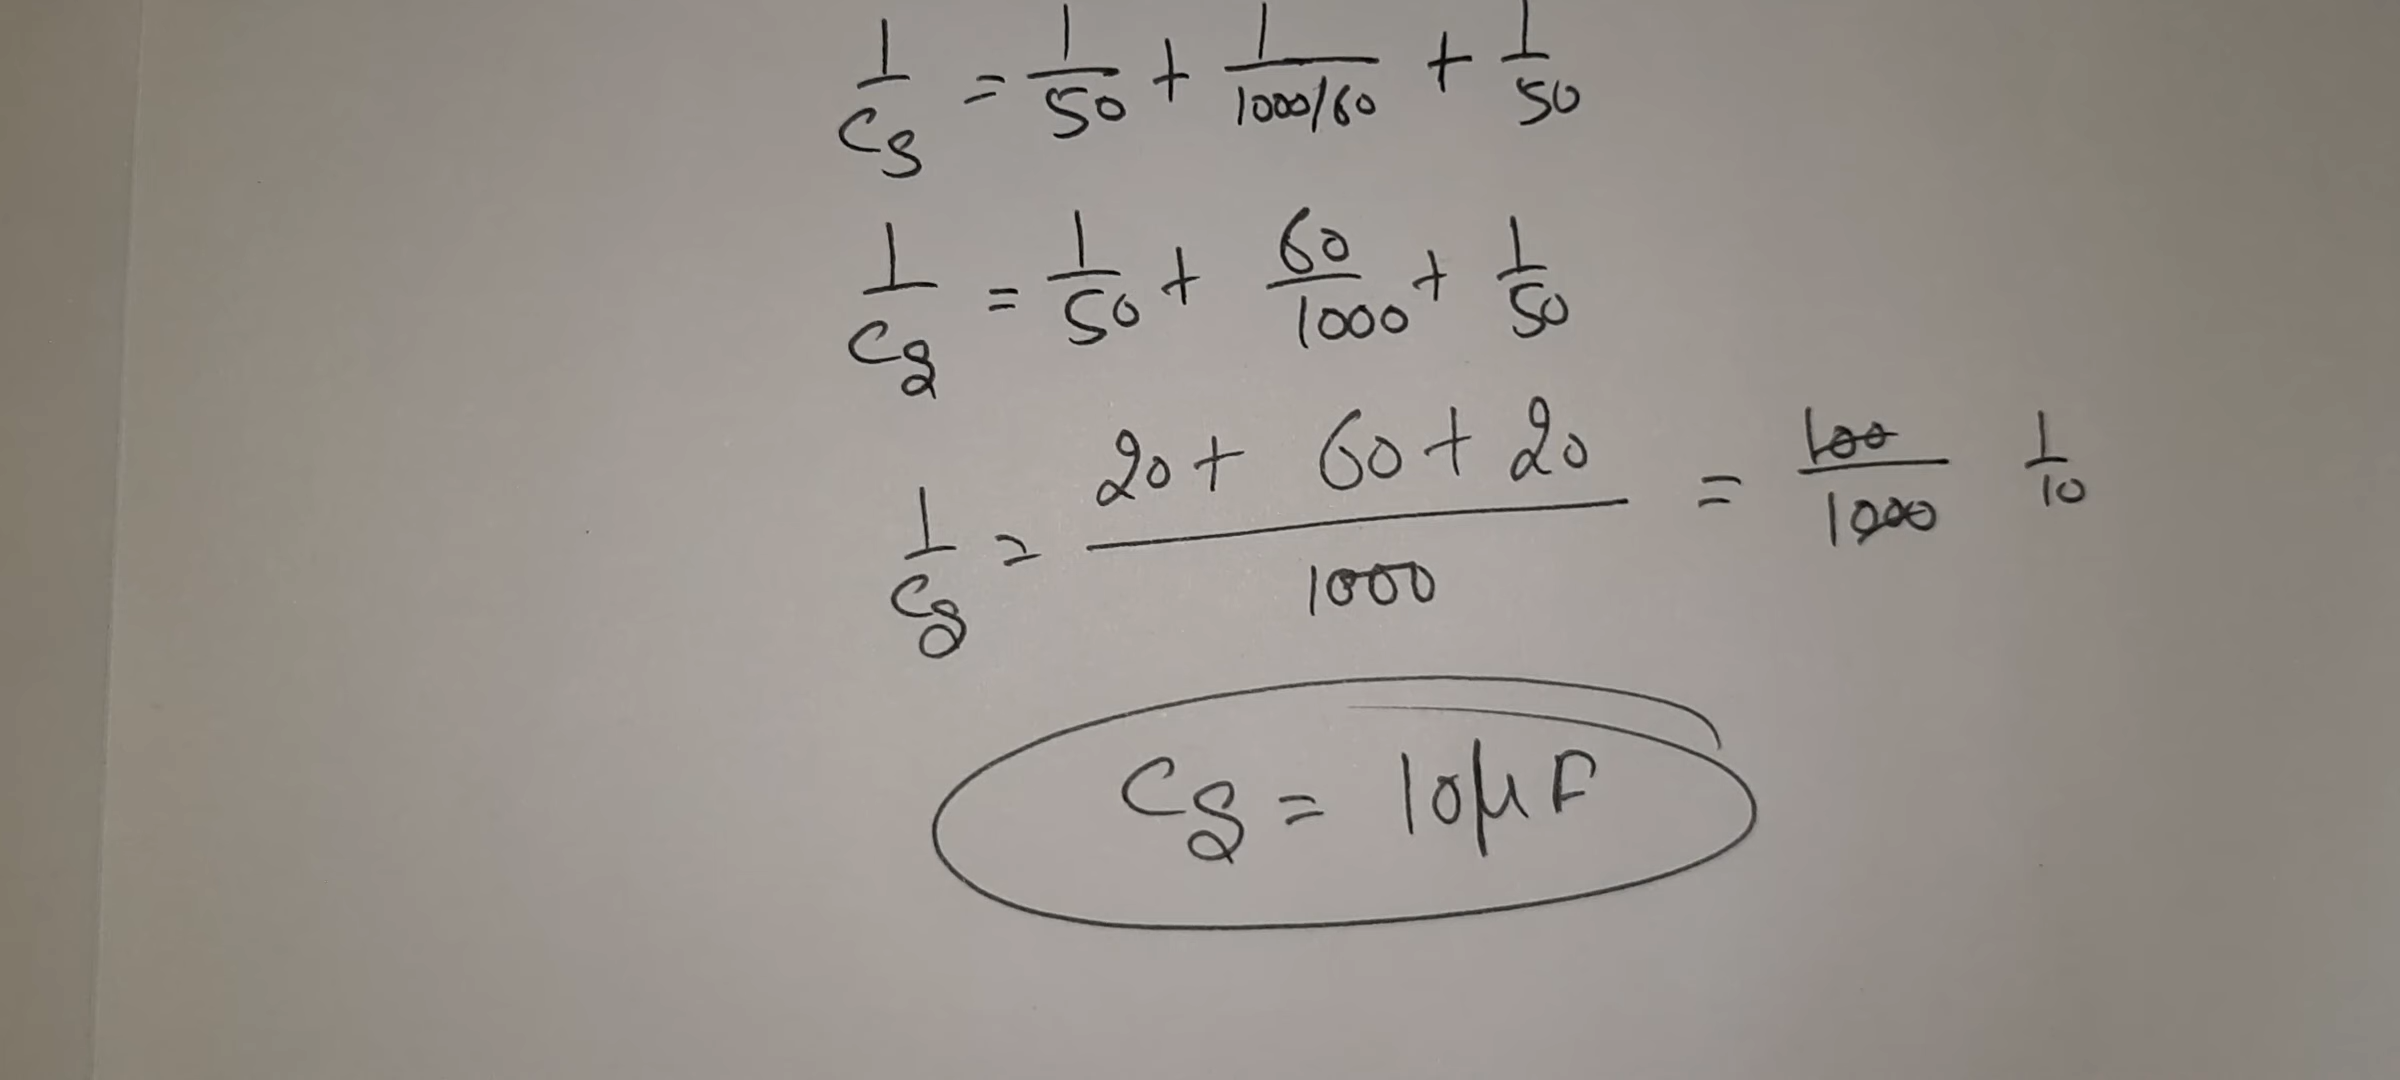 1/Cs = 1/50 + 1/(1000/60) + 1/50
1/Cs = 1/50 + 60/1000 + 1/50
1/Cs = (20 + 60 + 20)/1000 = 100/1000 1/10
Cs = 10μF